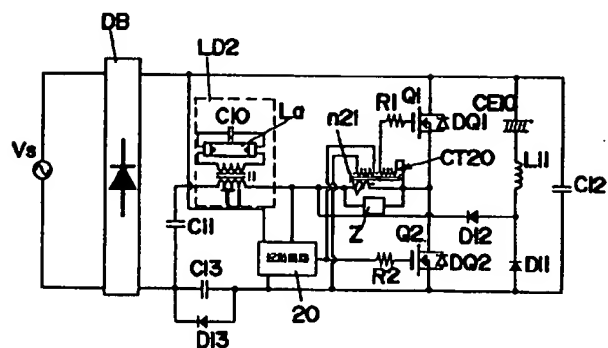 DB
LD2
C10
La
n21
R1
Q1
CE10
DQ1
CT20
L11
Vs
C12
C11
Z
Q2
D12
C13
R2
DQ2
D11
20
D13